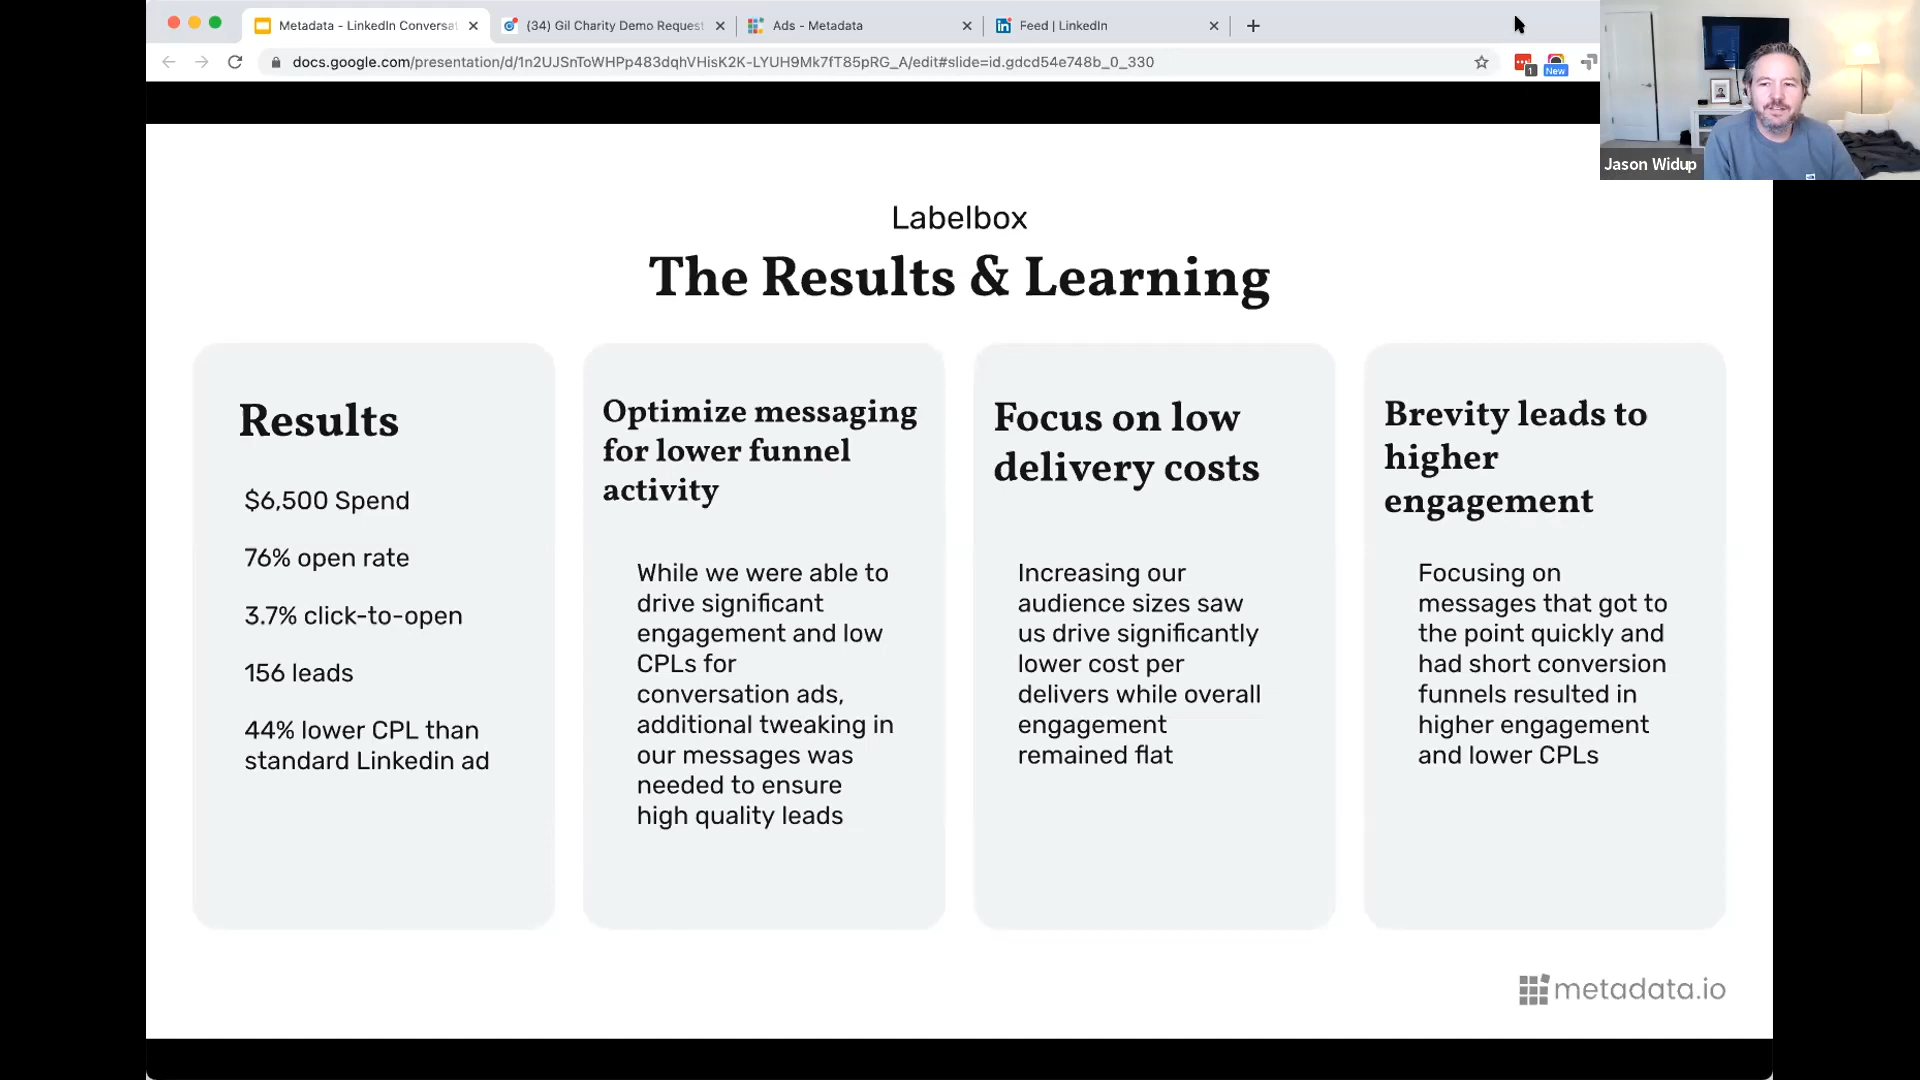 Metadata - LinkedIn Conversat
(34) Gil Charity Demo Request
Ads - Metadata
Feed | LinkedIn
docs.google.com/presentation/d/1n2UJSnToWHPp483dqhVHisK2K-LYUH9Mk7fT85pRG_A/edit#slide=id.gdcd54e748b_0_330
1
New
Jason Widup
Labelbox
The Results & Learning
Results
$6,500 Spend
76% open rate
3.7% click-to-open
156 leads
44% lower CPL than
standard Linkedin ad
Optimize messaging
for lower funnel
activity
While we were able to
drive significant
engagement and low
CPLs for
conversation ads,
additional tweaking in
our messages was
needed to ensure
high quality leads
Focus on low
delivery costs
Increasing our
audience sizes saw
us drive significantly
lower cost per
delivers while overall
engagement
remained flat
Brevity leads to
higher
engagement
Focusing on
messages that got to
the point quickly and
had short conversion
funnels resulted in
higher engagement
and lower CPLs
metadata.io